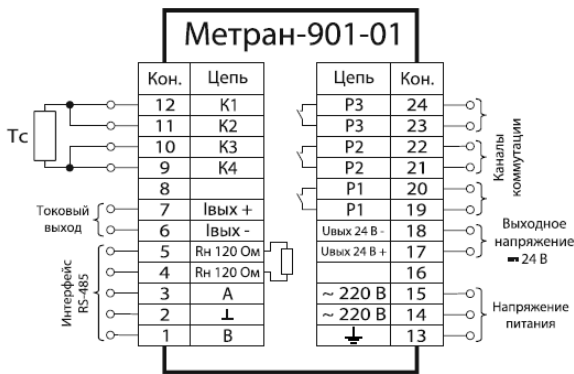 Метран-901-01
Кон. Цепь
Цепь Кон.
Тс
12 К1
11 К2
10 К3
9 К4
8
7 Iвых +
6 Iвых -
5 Rн 120 Ом
4 Rн 120 Ом
3 А
2 ⊥
1 В
Токовый
выход
Интерфейс
RS-485
Р3 24
Р3 23
Р2 22
Р2 21
Р1 20
Р1 19
Uвых 24 В - 18
Uвых 24 В + 17
16
~ 220 В 15
~ 220 В 14
13
Каналы
коммутации
Выходное
напряжение
24 В
Напряжение
питания